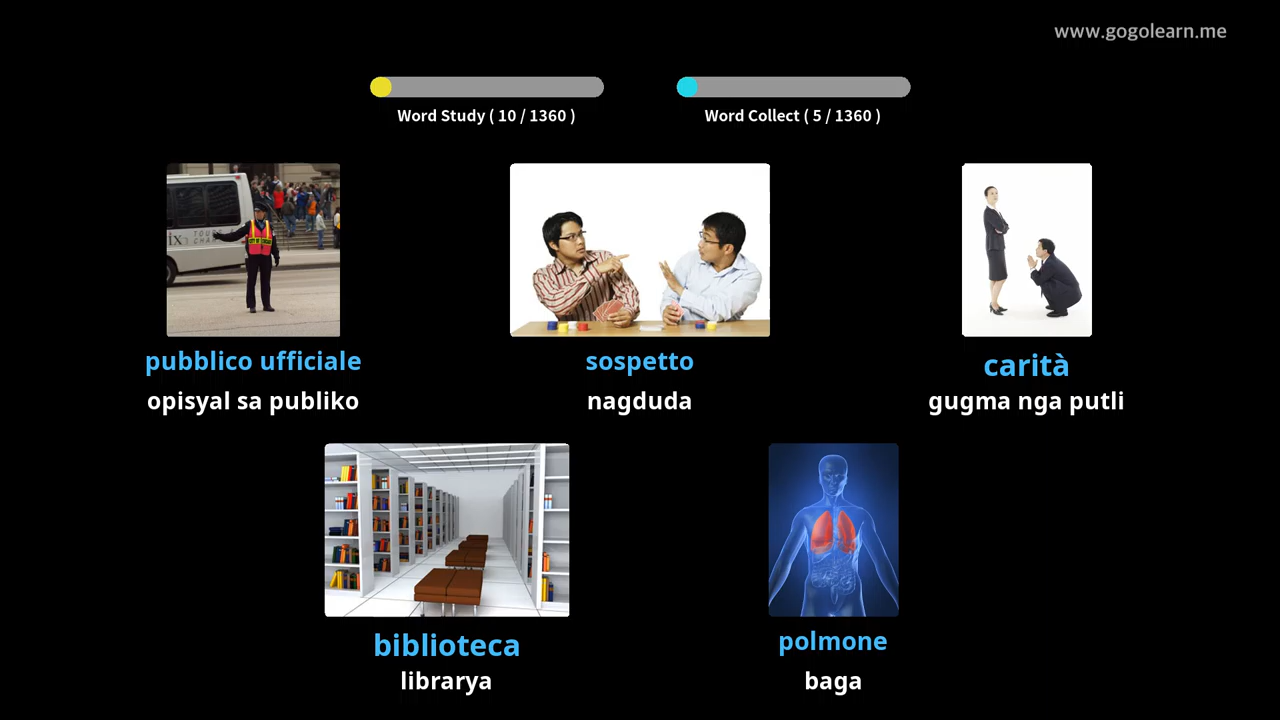 www.gogolearn.me
Word Study ( 10 / 1360 )
Word Collect ( 5 / 1360 )
pubblico ufficiale
opisyal sa publiko
sospetto
nagduda
carità
gugma nga putli
biblioteca
librarya
polmone
baga